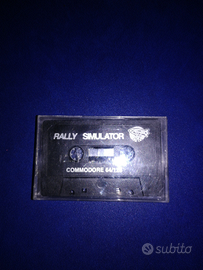 RALLY SIMULATOR
COMMODORE 64/128
subito